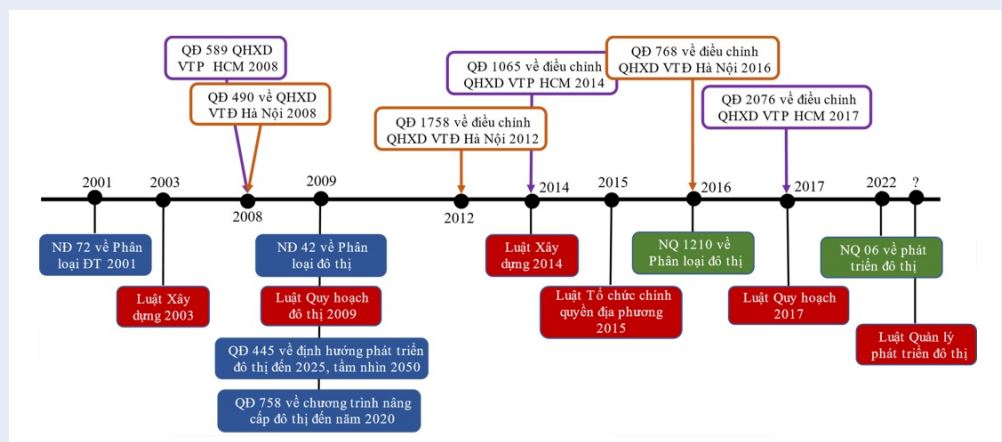 QĐ 589 QHXD
VTP HCM 2008
QĐ 490 về QHXD
VTĐ Hà Nội 2008
QĐ 1758 về điều chỉnh
QHXD VTĐ Hà Nội 2012
QĐ 1065 về điều chỉnh
QHXD VTP HCM 2014
QĐ 768 về điều chỉnh
QHXD VTĐ Hà Nội 2016
QĐ 2076 về điều chỉnh
QHXD VTP HCM 2017
2001
2003
2008
2009
2012
2014
2015
2016
2017
2022
?
NĐ 72 về Phân
loại ĐT 2001
Luật Xây
dựng 2003
NĐ 42 về Phân
loại đô thị
Luật Quy hoạch
đô thị 2009
QĐ 445 về định hướng phát triển
đô thị đến 2025, tầm nhìn 2050
QĐ 758 về chương trình nâng
cấp đô thị đến năm 2020
Luật Xây
dựng 2014
Luật Tổ chức chính
quyền địa phương
2015
NQ 1210 về
Phân loại đô thị
Luật Quy hoạch
2017
NQ 06 về phát
triển đô thị
Luật Quản lý
phát triển đô thị